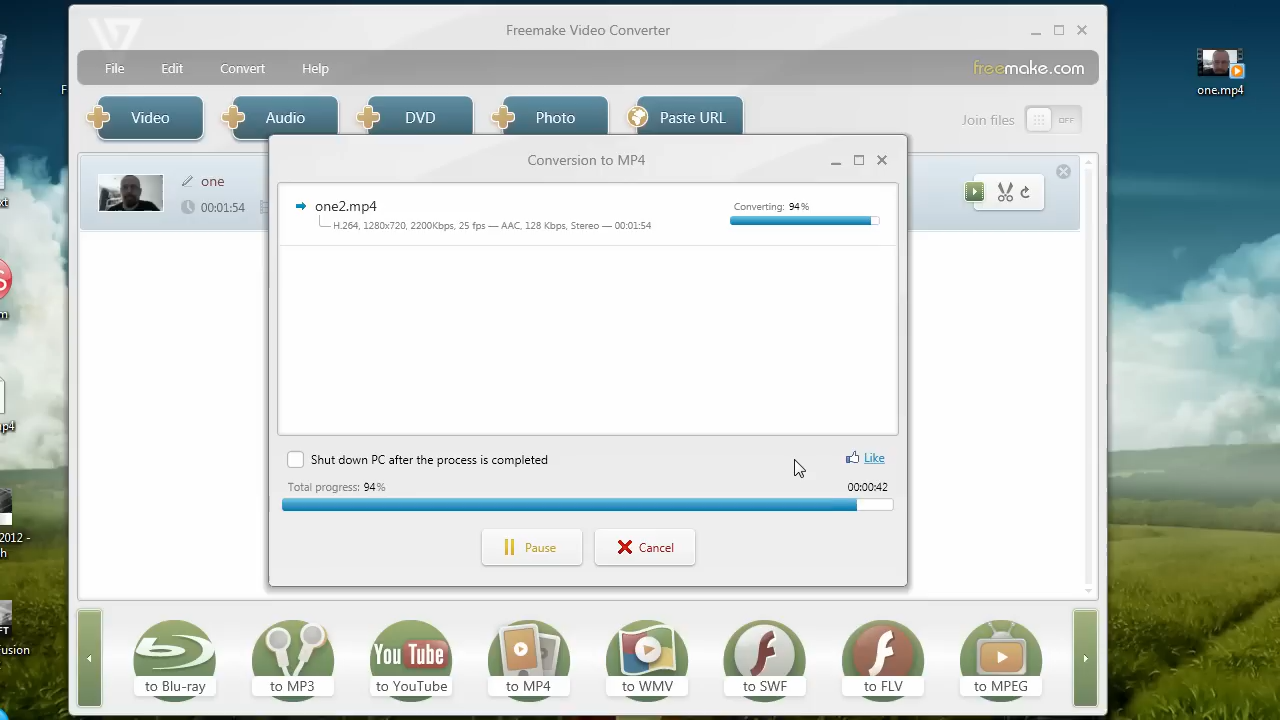 Freemake Video Converter
File Edit Convert Help
freemake.com
Video Audio DVD Photo Paste URL
Join files OFF
one.mp4
one
00:01:54
Conversion to MP4
one2.mp4
Converting: 94%
H.264, 1280x720, 2200Kbps, 25 fps — AAC, 128 Kbps, Stereo — 00:01:54
Shut down PC after the process is completed
Like
Total progress: 94%
00:00:42
Pause Cancel
You Tube
to Blu-ray to MP3 to YouTube to MP4 to WMV to SWF to FLV to MPEG
2012 -